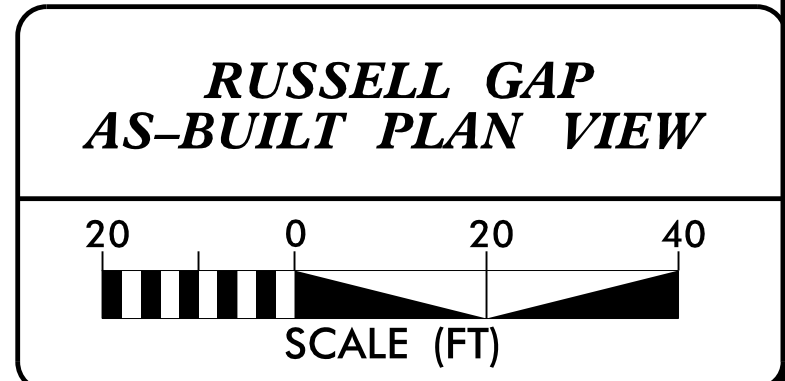 RUSSELL GAP
AS–BUILT PLAN VIEW
20 0 20 40
SCALE (FT)